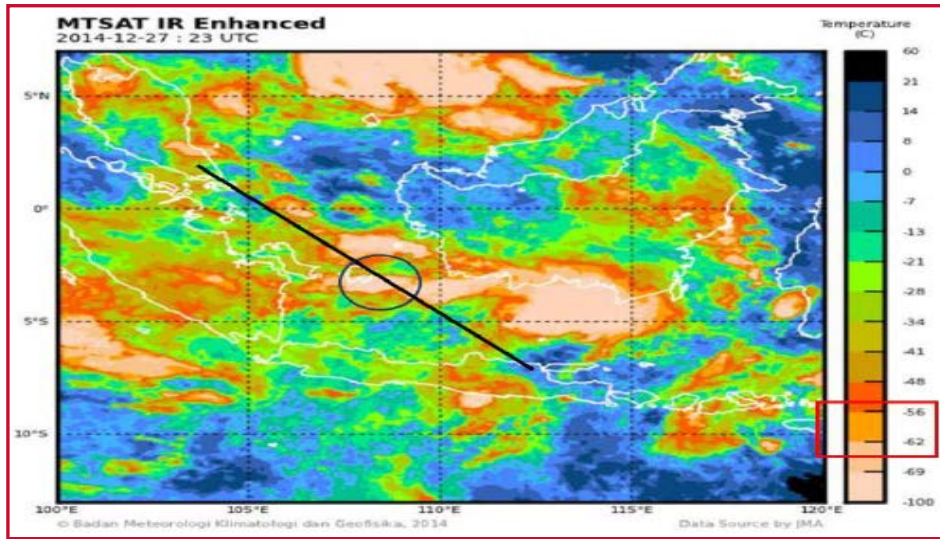 MTSAT IR Enhanced
2014-12-27 : 23 UTC
Temperature
(C)
60
21
14
8
0
-7
-13
-21
-28
-34
-41
-48
-56
-62
-69
-100
5°N
0°
5°S
10°S
100°E
105°E
110°E
115°E
120°E
© Badan Meteorologi Klimatologi dan Geofisika, 2014
Data Source by JMA